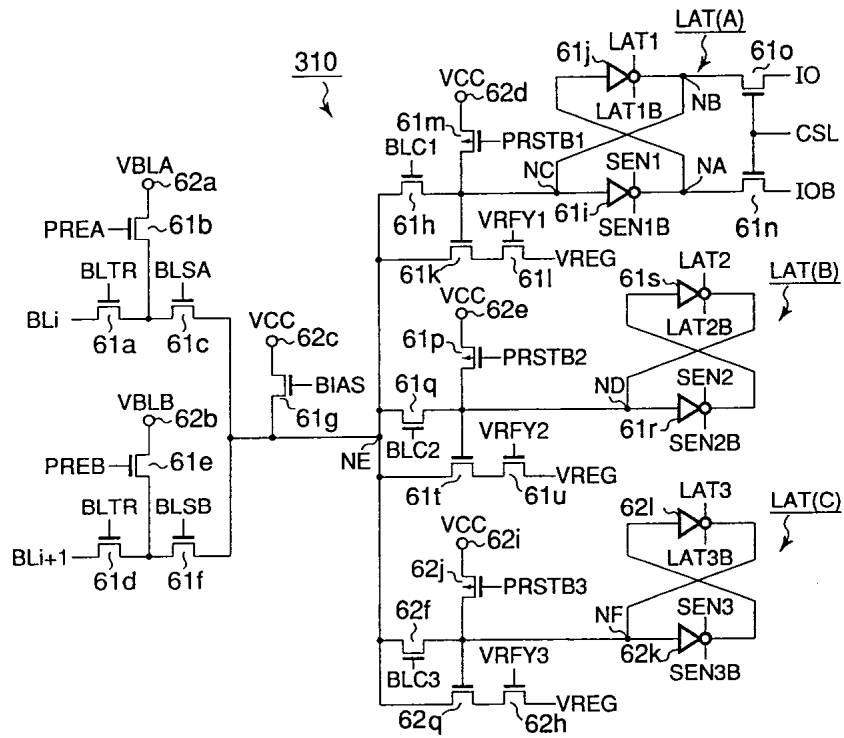 310
VBLA
62a
PREA
61b
BLTR
BLSA
BLi
61a
61c
VCC
62c
BIAS
61g
VBLB
62b
PREB
61e
BLTR
BLSB
BLi+1
61d
61f
NE
LAT(A)
VCC
62d
61m
PRSTB1
BLC1
61h
61j
LAT1
LAT1B
NB
61o
IO
CSL
NC
SEN1
NA
61i
SEN1B
IOB
61n
VRFY1
61k
61l
VREG
LAT(B)
VCC
62e
61p
PRSTB2
61q
BLC2
61s
LAT2
LAT2B
ND
SEN2
61r
SEN2B
VRFY2
61t
61u
VREG
LAT(C)
VCC
62i
62j
PRSTB3
62f
BLC3
62l
LAT3
LAT3B
NF
SEN3
62k
SEN3B
VRFY3
62q
62h
VREG